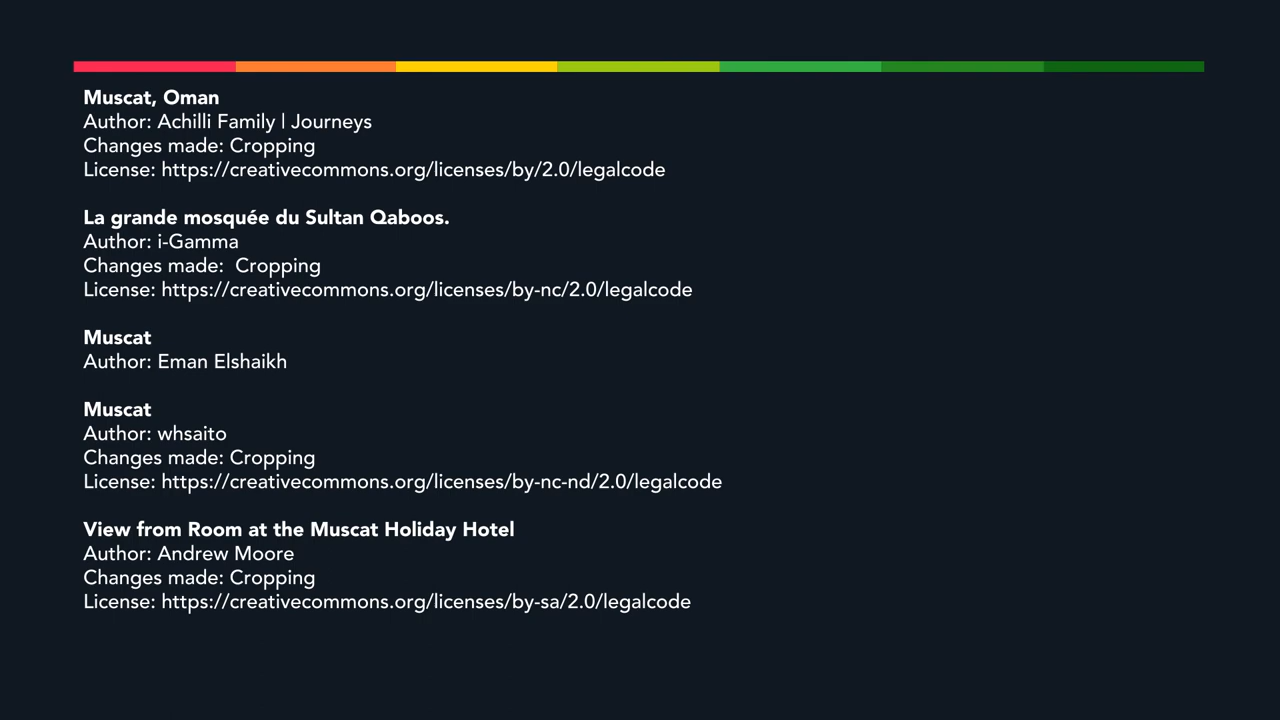 Muscat, Oman
Author: Achilli Family | Journeys
Changes made: Cropping
License: https://creativecommons.org/licenses/by/2.0/legalcode
La grande mosquée du Sultan Qaboos.
Author: i-Gamma
Changes made:  Cropping
License: https://creativecommons.org/licenses/by-nc/2.0/legalcode
Muscat
Author: Eman Elshaikh
Muscat
Author: whsaito
Changes made: Cropping
License: https://creativecommons.org/licenses/by-nc-nd/2.0/legalcode
View from Room at the Muscat Holiday Hotel
Author: Andrew Moore
Changes made: Cropping
License: https://creativecommons.org/licenses/by-sa/2.0/legalcode